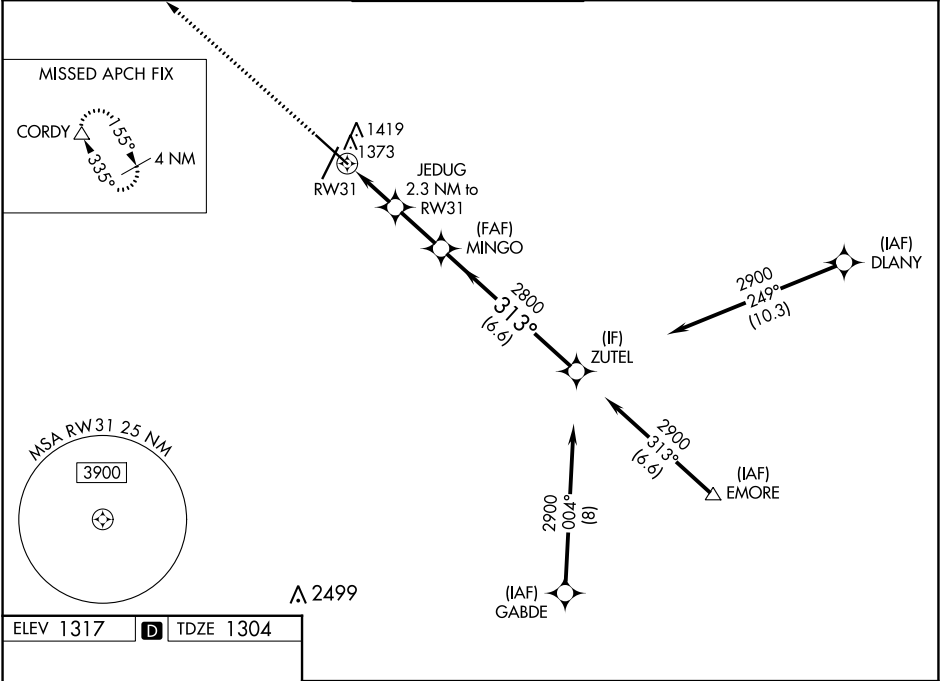 MISSED APCH FIX
CORDY
155°
335°
4 NM
1419
1373
RW31
JEDUG
2.3 NM to
RW31
(FAF)
MINGO
2800
313°
(6.6)
(IF)
ZUTEL
(IAF)
DLANY
2900
249°
(10.3)
2900
313°
(6.6)
(IAF)
EMORE
2900
004°
(8)
(IAF)
GABDE
MSA RW31 25 NM
3900
2499
ELEV 1317 D TDZE 1304